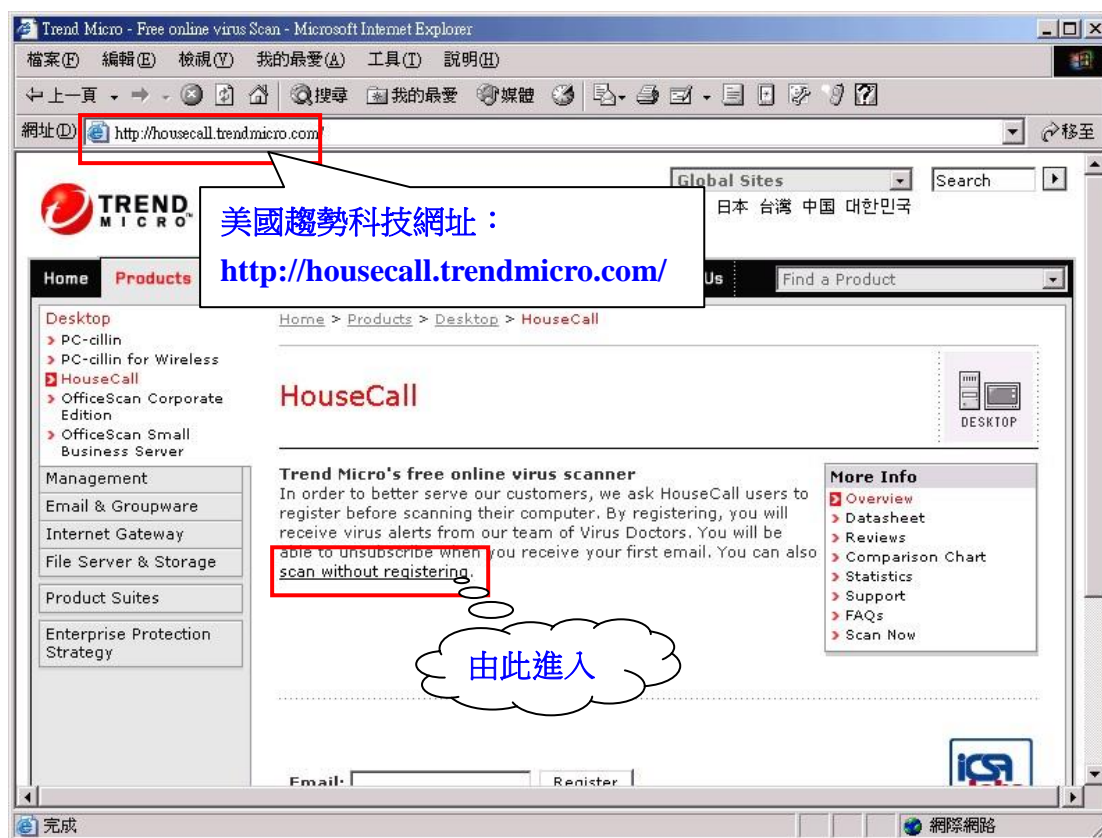 Trend Micro - Free online virus Scan - Microsoft Internet Explorer
檔案(F) 編輯(E) 檢視(V) 我的最愛(A) 工具(T) 說明(H)
上一頁 搜尋 我的最愛 媒體
網址(D) http://housecall.trendmicro.com/ 移至
TREND MICRO™
Global Sites Search
日本 台灣 中国 대한민국
美國趨勢科技網址：
http://housecall.trendmicro.com/
Home Products Us Find a Product
Desktop
PC-cillin
PC-cillin for Wireless
HouseCall
OfficeScan Corporate
Edition
OfficeScan Small
Business Server
Management
Email & Groupware
Internet Gateway
File Server & Storage
Product Suites
Enterprise Protection
Strategy
Home > Products > Desktop > HouseCall
HouseCall
DESKTOP
Trend Micro's free online virus scanner
In order to better serve our customers, we ask HouseCall users to
register before scanning their computer. By registering, you will
receive virus alerts from our team of Virus Doctors. You will be
able to unsubscribe when you receive your first email. You can also
scan without registering.
More Info
Overview
Datasheet
Reviews
Comparison Chart
Statistics
Support
FAQs
Scan Now
由此進入
Email: Register
ICSA
完成 網際網路